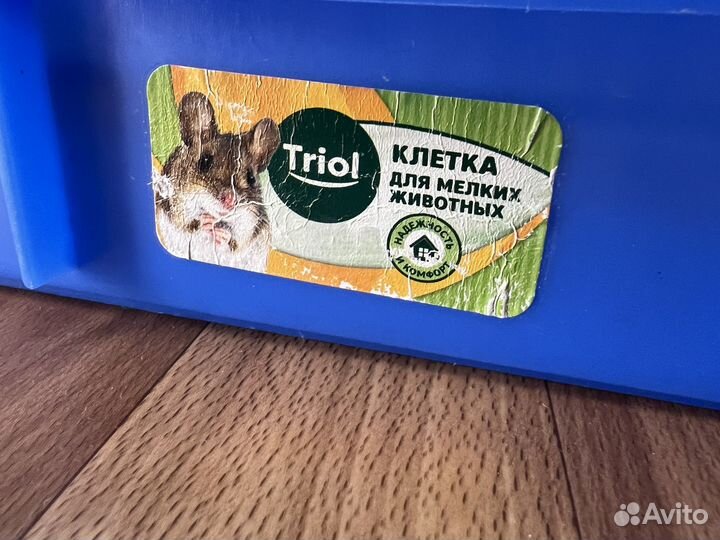 Triol
КЛЕТКА
ДЛЯ МЕЛКИХ
ЖИВОТНЫХ
НАДЕЖНОСТЬ
И КОМФОРТ
Avito